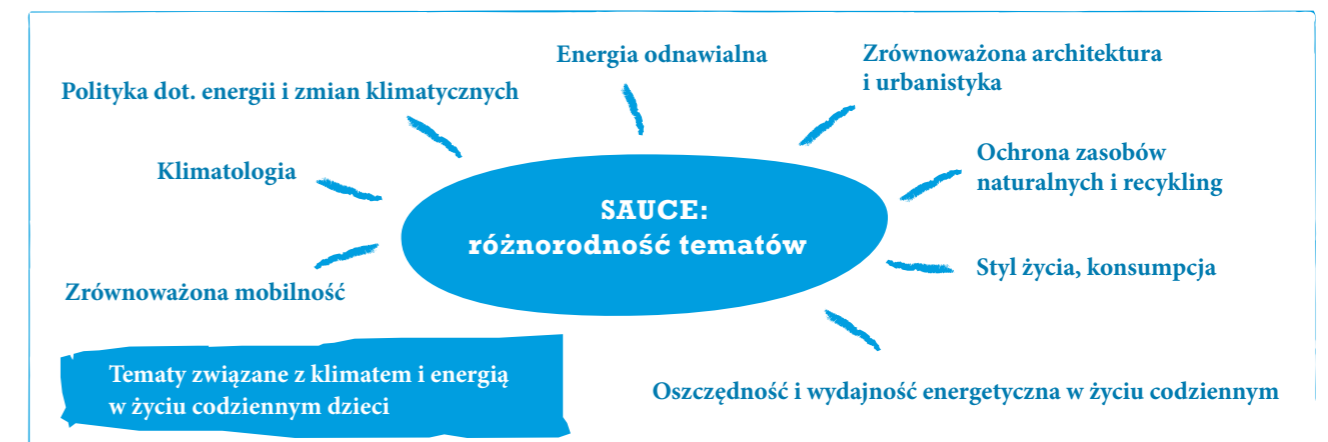 Energia odnawialna
Zrównoważona architektura
i urbanistyka
Polityka dot. energii i zmian klimatycznych
Ochrona zasobów
naturalnych i recykling
Klimatologia
SAUCE:
różnorodność tematów
Styl życia, konsumpcja
Zrównoważona mobilność
Tematy związane z klimatem i energią
w życiu codziennym dzieci
Oszczędność i wydajność energetyczna w życiu codziennym